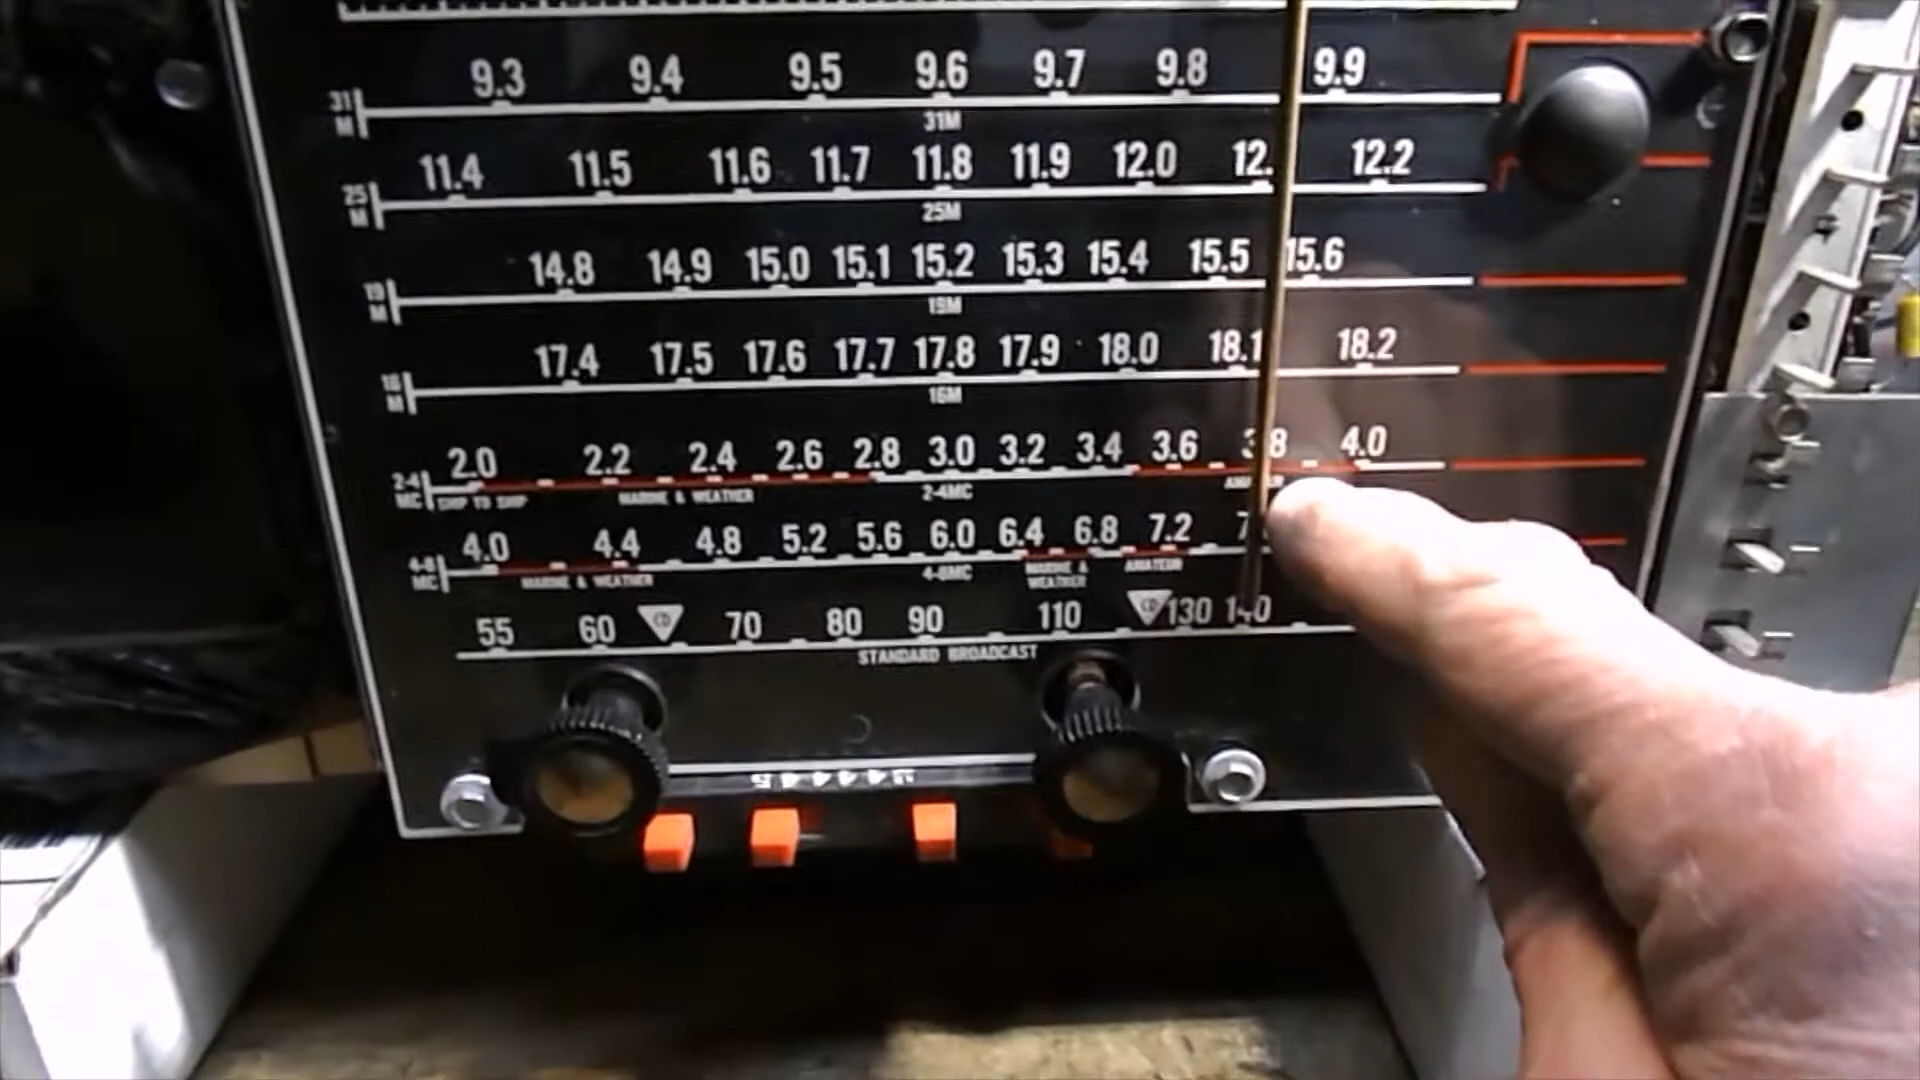 9.3 9.4 9.5 9.6 9.7 9.8 9.9
31 M
31M
11.4 11.5 11.6 11.7 11.8 11.9 12.0 12. 12.2
25 M
25M
14.8 14.9 15.0 15.1 15.2 15.3 15.4 15.5 15.6
19 M
19M
17.4 17.5 17.6 17.7 17.8 17.9 18.0 18.1 18.2
16 M
16M
2.0 2.2 2.4 2.6 2.8 3.0 3.2 3.4 3.6 3.8 4.0
2-4 MC
SHIP TO SHIP MARINE & WEATHER 2-4MC
4.0 4.4 4.8 5.2 5.6 6.0 6.4 6.8 7.2 7
4-8 MC
MARINE & WEATHER 4-8MC MARINE & WEATHER AMATEUR
55 60 CD 70 80 90 110 CD 130 140
STANDARD BROADCAST